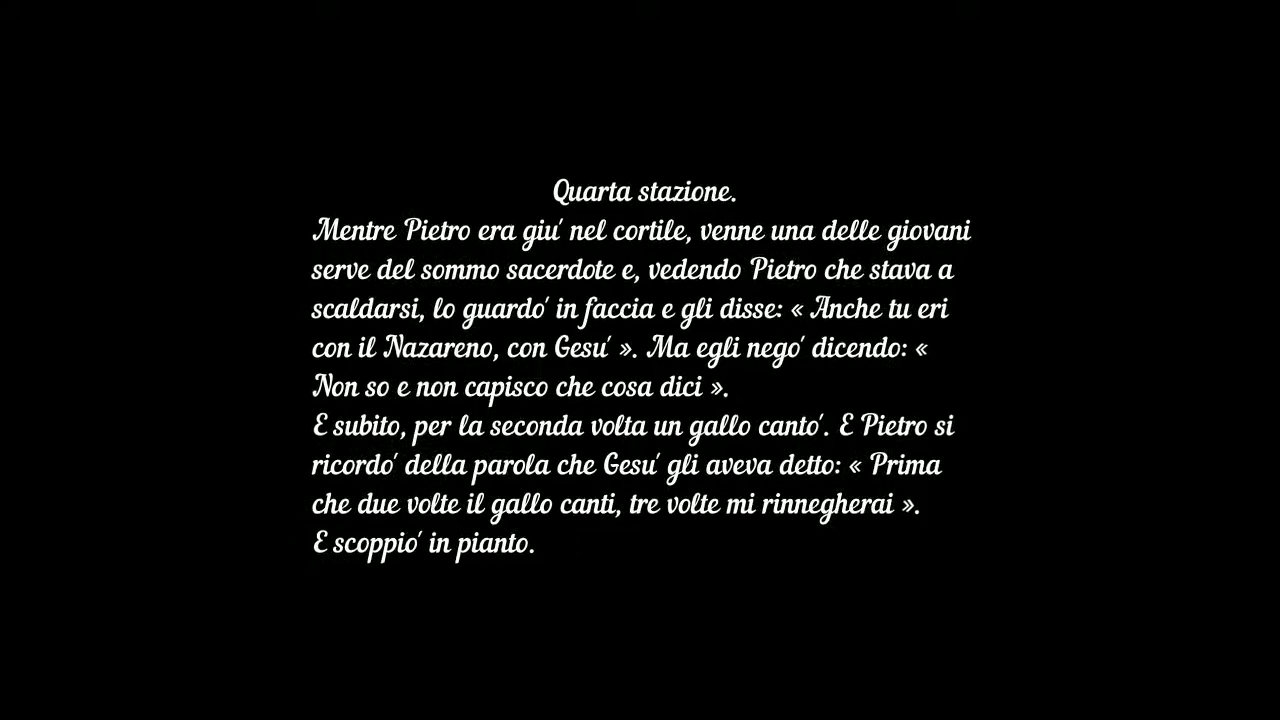 Quarta stazione.
Mentre Pietro era giu' nel cortile, venne una delle giovani
serve del sommo sacerdote e, vedendo Pietro che stava a
scaldarsi, lo guardo' in faccia e gli disse: « Anche tu eri
con il Nazareno, con Gesu' ». Ma egli nego' dicendo: «
Non so e non capisco che cosa dici ».
E subito, per la seconda volta un gallo canto'. E Pietro si
ricordo' della parola che Gesu' gli aveva detto: « Prima
che due volte il gallo canti, tre volte mi rinnegherai ».
E scoppio' in pianto.